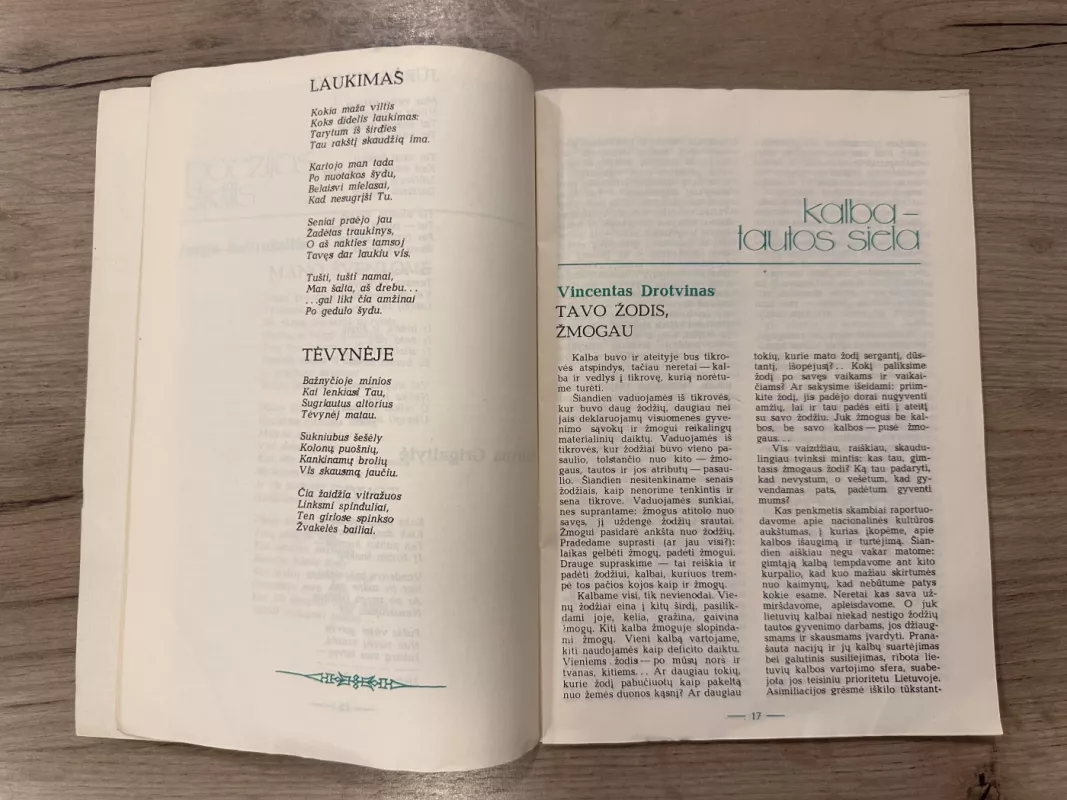 LAUKIMAS
Kokia maža viltis
Koks didelis laukimas:
Tarytum iš širdies
Tau rakštį skaudžią ima.
Kartojo man tada
Po nuotakos šydu,
Belaisvi mielasai,
Kad nesugrįši Tu.
Seniai praėjo jau
Žadėtas traukinys,
O aš nakties tamsoj
Tavęs dar laukiu vis.
Tušti, tušti namai,
Man šalta, aš drebu...
...gal likt čia amžinai
Po gedulo šydu.
TĖVYNĖJE
Bažnyčioje minios
Kai lenkiasi Tau,
Sugriautus altorius
Tėvynėj matau.
Sukniubus šešėly
Kolonų puošnių,
Kankinamų brolių
Vis skausmą jaučiu.
Čia žaidžia vitražuos
Linksmi spinduliai,
Ten giriose spinkso
Žvakelės bailiai.
kalba –
tautos siela
Vincentas Drotvinas
TAVO ŽODIS,
ŽMOGAU
Kalba buvo ir ateityje bus tikro-
vės atspindys, tačiau neretai — kal-
ba ir vedlys į tikrovę, kurią norėtu-
me turėti.
Šiandien vaduojamės iš tikrovės,
kur buvo daug žodžių, daugiau nei
jais deklaruojamų visuomenės gyve-
nimo sąvokų ir žmogui reikalingų
materialinių daiktų. Vaduojamės iš
tikrovės, kur žodžiai buvo vieno pa-
saulio, tolstančio nuo kito — žmo-
gaus, tautos ir jos atributų — pasau-
lio. Šiandien nesitenkiname senais
žodžiais, kaip nenorime tenkintis ir
sena tikrove. Vaduojamės sunkiai,
nes suprantame: žmogus atitolo nuo
savęs, jį uždengė žodžių srautai.
Žmogui pasidarė ankšta nuo žodžių.
Pradedame suprasti (ar jau visi?):
laikas gelbėti žmogų, padėti žmogui.
Drauge supraskime — tai reiškia ir
padėti žodžiui, kalbai, kuriuos trem-
pė tos pačios kojos kaip ir žmogų.
Kalbame visi, tik nevienodai. Vie-
nų žodžiai eina į kitų širdį, pasilik-
dami joje, kelia, gražina, gaivina
žmogų. Kiti kalba žmoguje slopinda-
mi žmogų. Vieni kalbą vartojame,
kiti naudojamės kaip deficito daiktu.
Vieniems žodis — po mūsų nors ir
tvanas, kitiems... Ar daugiau tokių,
kurie žodį pabučiuotų kaip pakeltą
nuo žemės duonos kąsnį? Ar daugiau
tokių, kurie mato žodį sergantį, dūs-
tantį, išopėjusį?.. Kokį paliksime
žodį po savęs vaikams ir vaikai-
čiams? Ar sakysime išeidami: priim-
kite žodį, jis padėjo dorai nugyventi
amžių, lai ir tau padės eiti į ateitį
su savo žodžiu. Juk žmogus be kal-
bos, be savo kalbos — pusė žmo-
gaus...
Vis vaizdžiau, raiškiau, skaudu-
lingiau tvinksi mintis: kas tau, gim-
tasis žmogaus žodi? Ką tau padaryti,
kad nevystum, o vešėtum, kad gy-
vendamas pats, padėtum gyventi
mums?
Kas penkmetis skambiai raportuo-
davome apie nacionalinės kultūros
aukštumas, į kurias įkopėme, apie
kalbos išaugimą ir turtėjimą. Šian-
dien aiškiau negu vakar matome:
gimtąją kalbą tempdavome ant kito
kurpalio, kad kuo mažiau skirtumės
nuo kaimynų, kad nebūtume patys
kokie esame. Neretai kas sava už-
miršdavome, apleisdavome. O juk
lietuvių kalbai niekad nestigo žodžių
tautos gyvenimo darbams, jos džiaug-
smams ir skausmams įvardyti. Prana-
šauta nacijų ir jų kalbų suartėjimas
bei galutinis susiliejimas, ribota lie-
tuvių kalbos vartojimo sfera, suabe-
jota jos teisiniu prioritetu Lietuvoje.
Asimiliacijos grėsmė iškilo tūkstant-
— 17 —